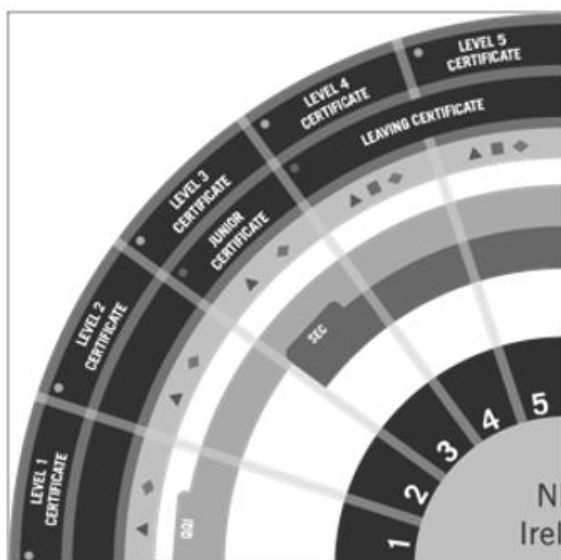 LEVEL 1
CERTIFICATE
LEVEL 2
CERTIFICATE
LEVEL 3
CERTIFICATE
LEVEL 4
CERTIFICATE
LEVEL 5
CERTIFICATE
JUNIOR
CERTIFICATE
LEAVING CERTIFICATE
SEC
QQI
1
2
3
4
5